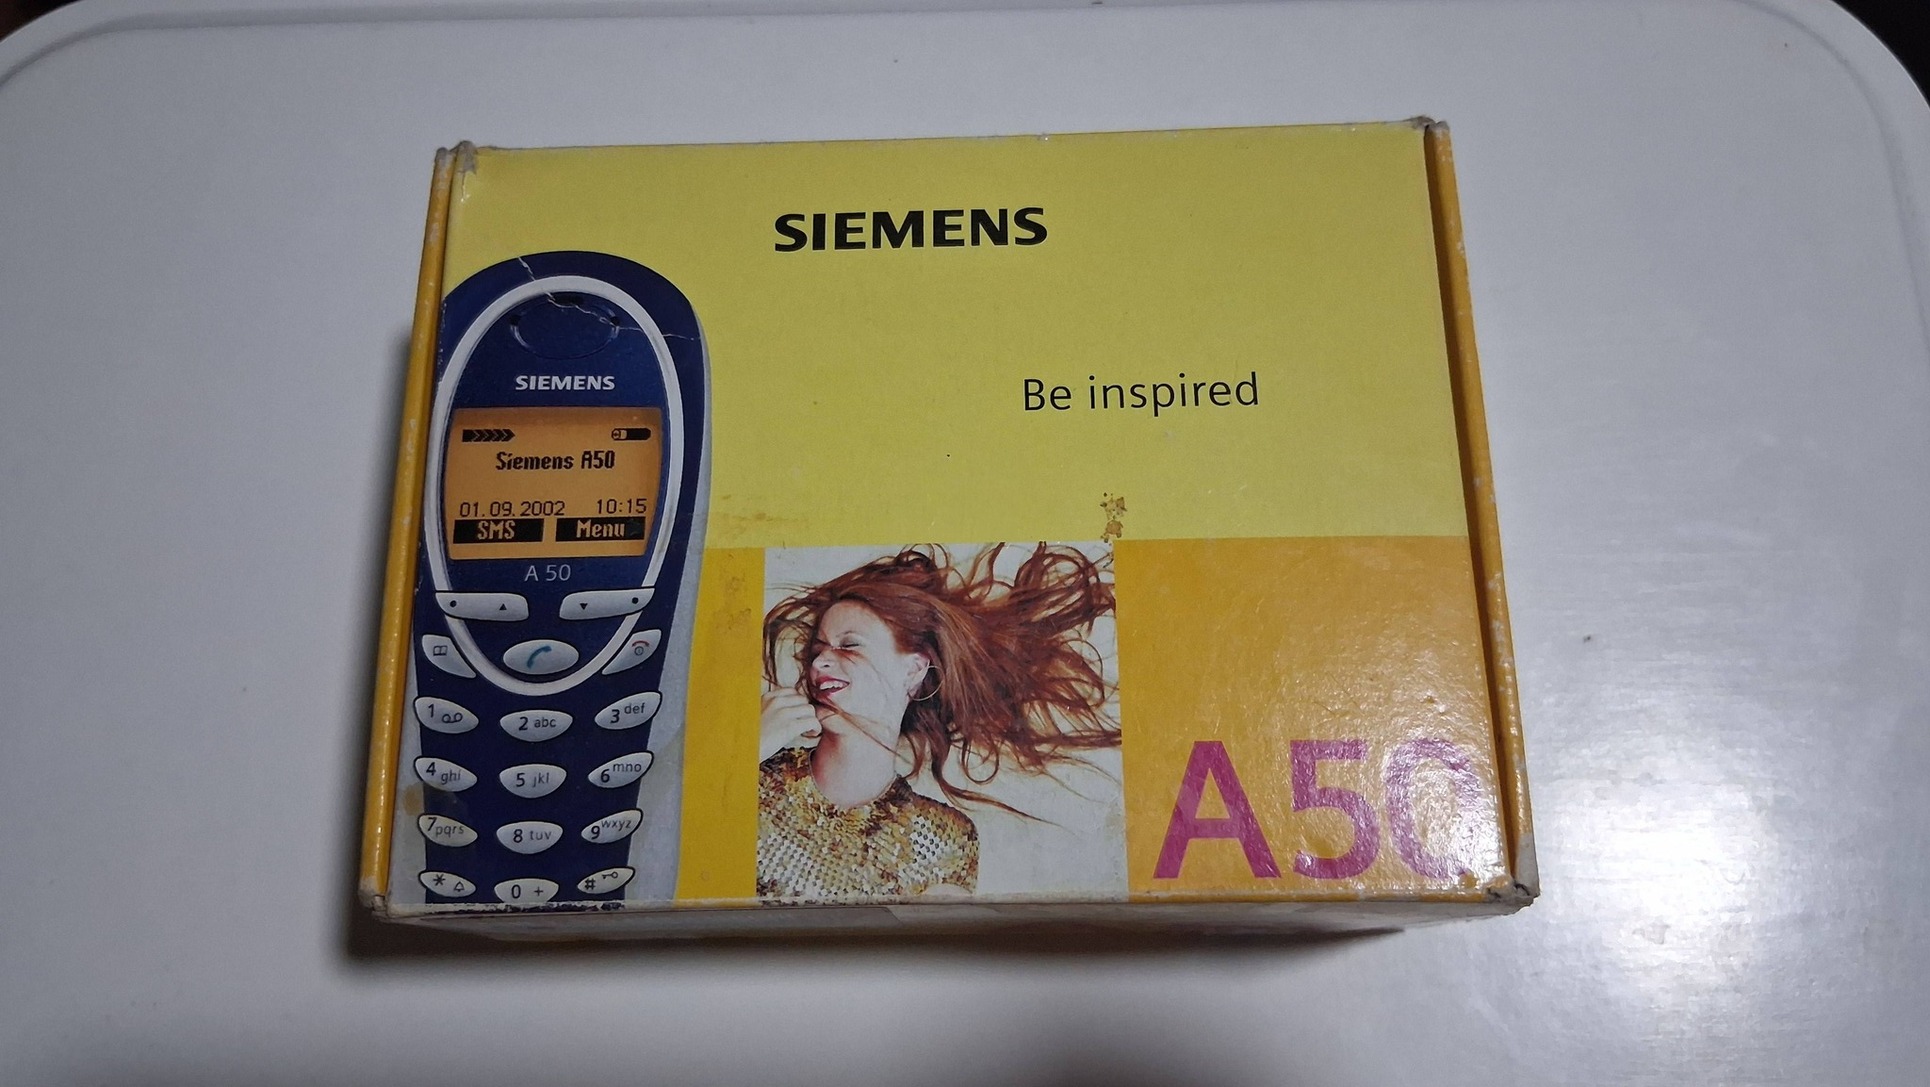 SIEMENS
Be inspired
SIEMENS
Siemens A50
01.09.2002 10:15
SMS Menu
A 50
1 2 abc 3 def
4 ghi 5 jkl 6 mno
7 pqrs 8 tuv 9 wxyz
* 0 + #
A50